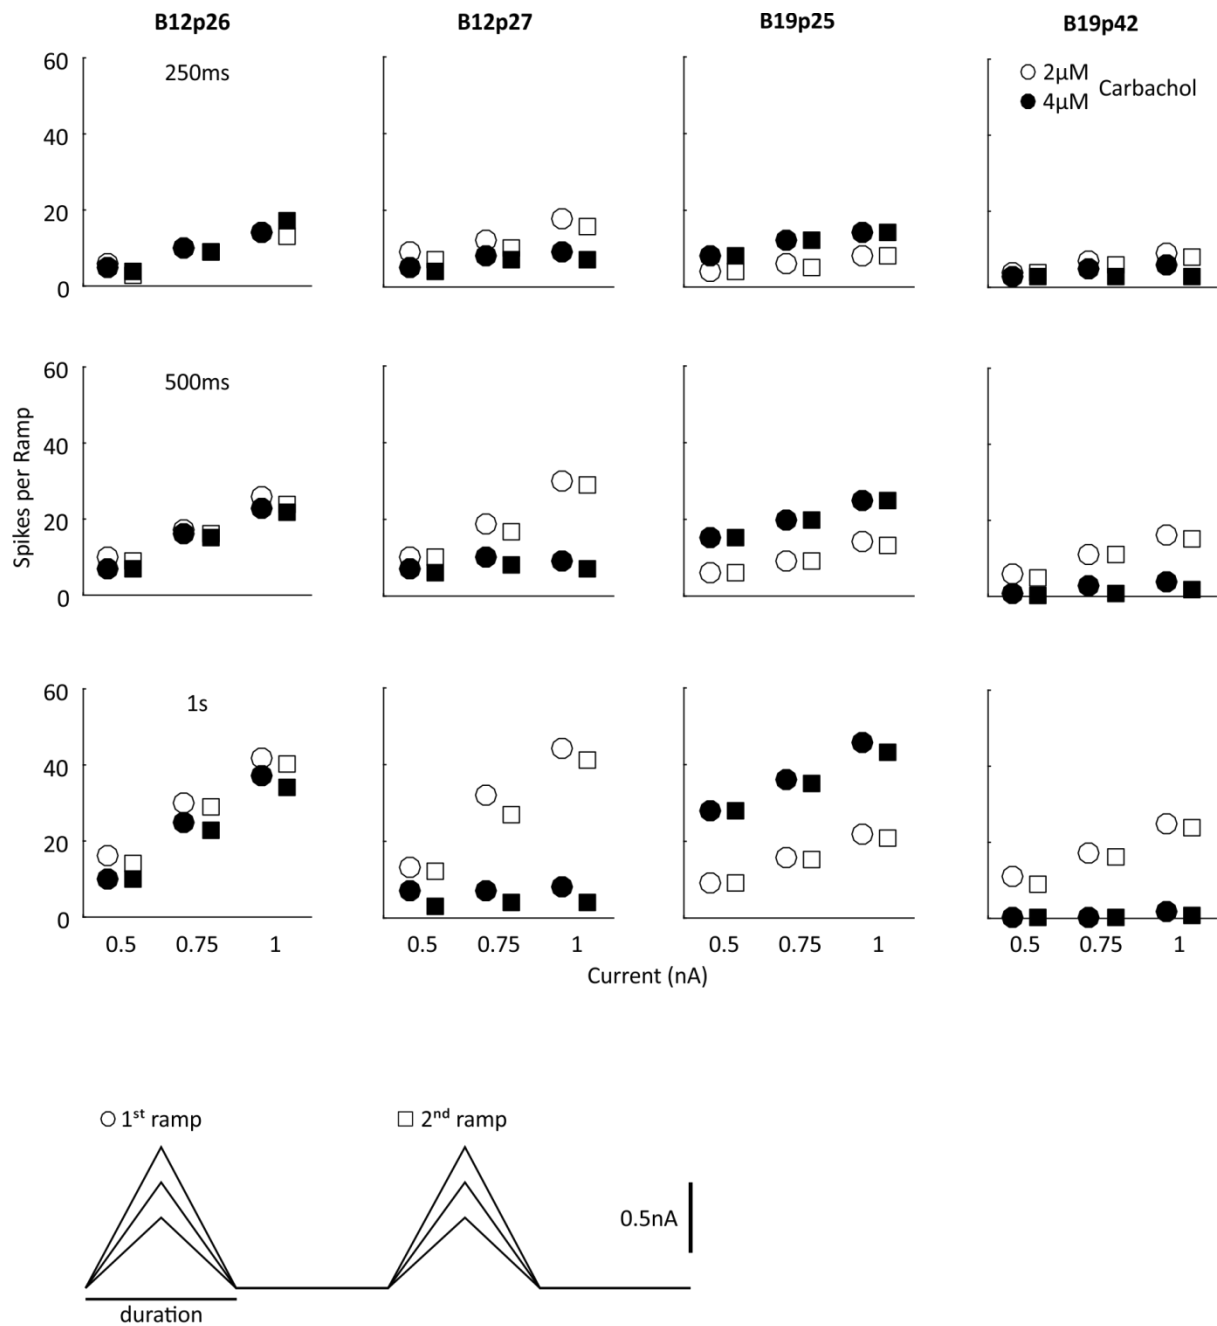 B12p26 B12p27 B19p25 B19p42
60 250ms 2µM Carbachol
40 4µM
20
0
60 500ms
40
20
0
Spikes per Ramp
60 1s
40
20
0
0.5 0.75 1 0.5 0.75 1 0.5 0.75 1 0.5 0.75 1
Current (nA)
1st ramp 2nd ramp
0.5nA
duration